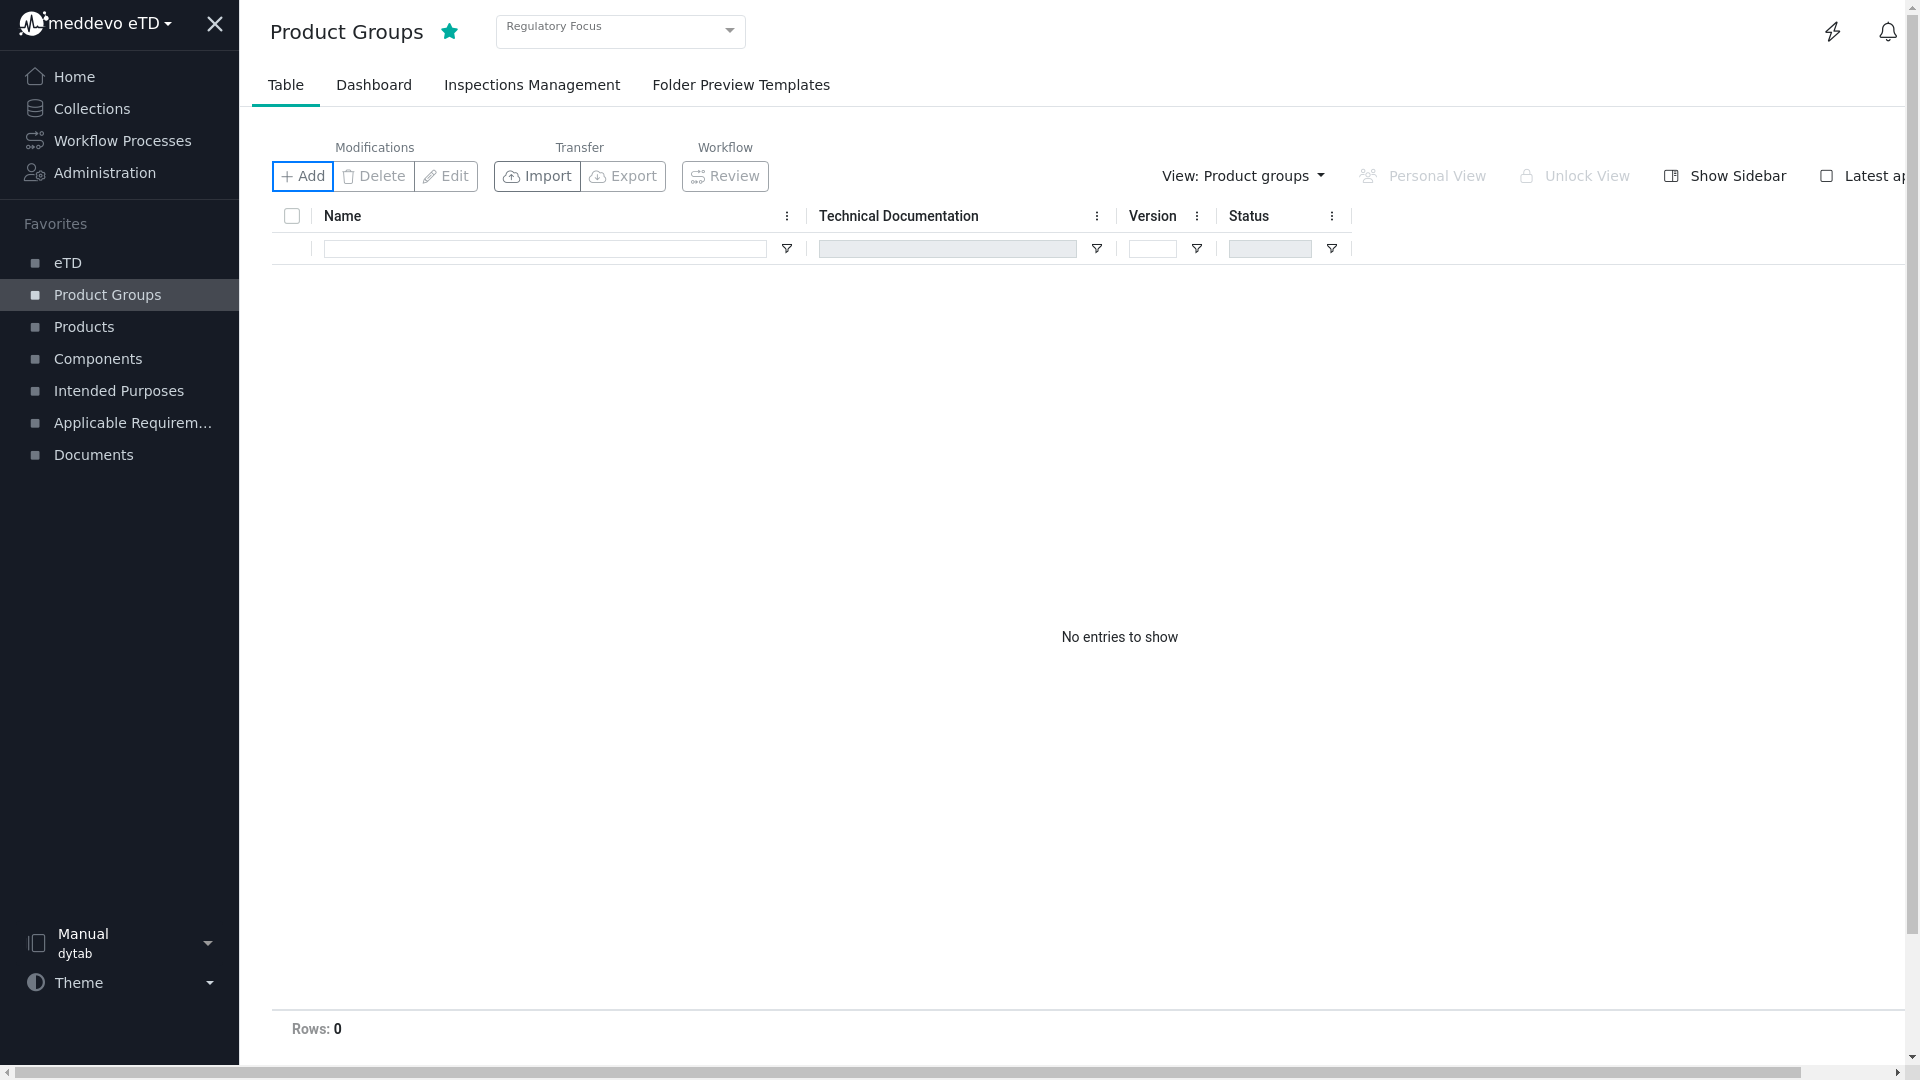 meddevo eTD
Home
Collections
Workflow Processes
Administration
Favorites
eTD
Product Groups
Products
Components
Intended Purposes
Applicable Requirem...
Documents
Manual
dytab
Theme
Product Groups
Regulatory Focus
Table Dashboard Inspections Management Folder Preview Templates
Modifications Transfer Workflow
Add Delete Edit Import Export Review View: Product groups Personal View Unlock View Show Sidebar Latest ap
Name Technical Documentation Version Status
No entries to show
Rows: 0